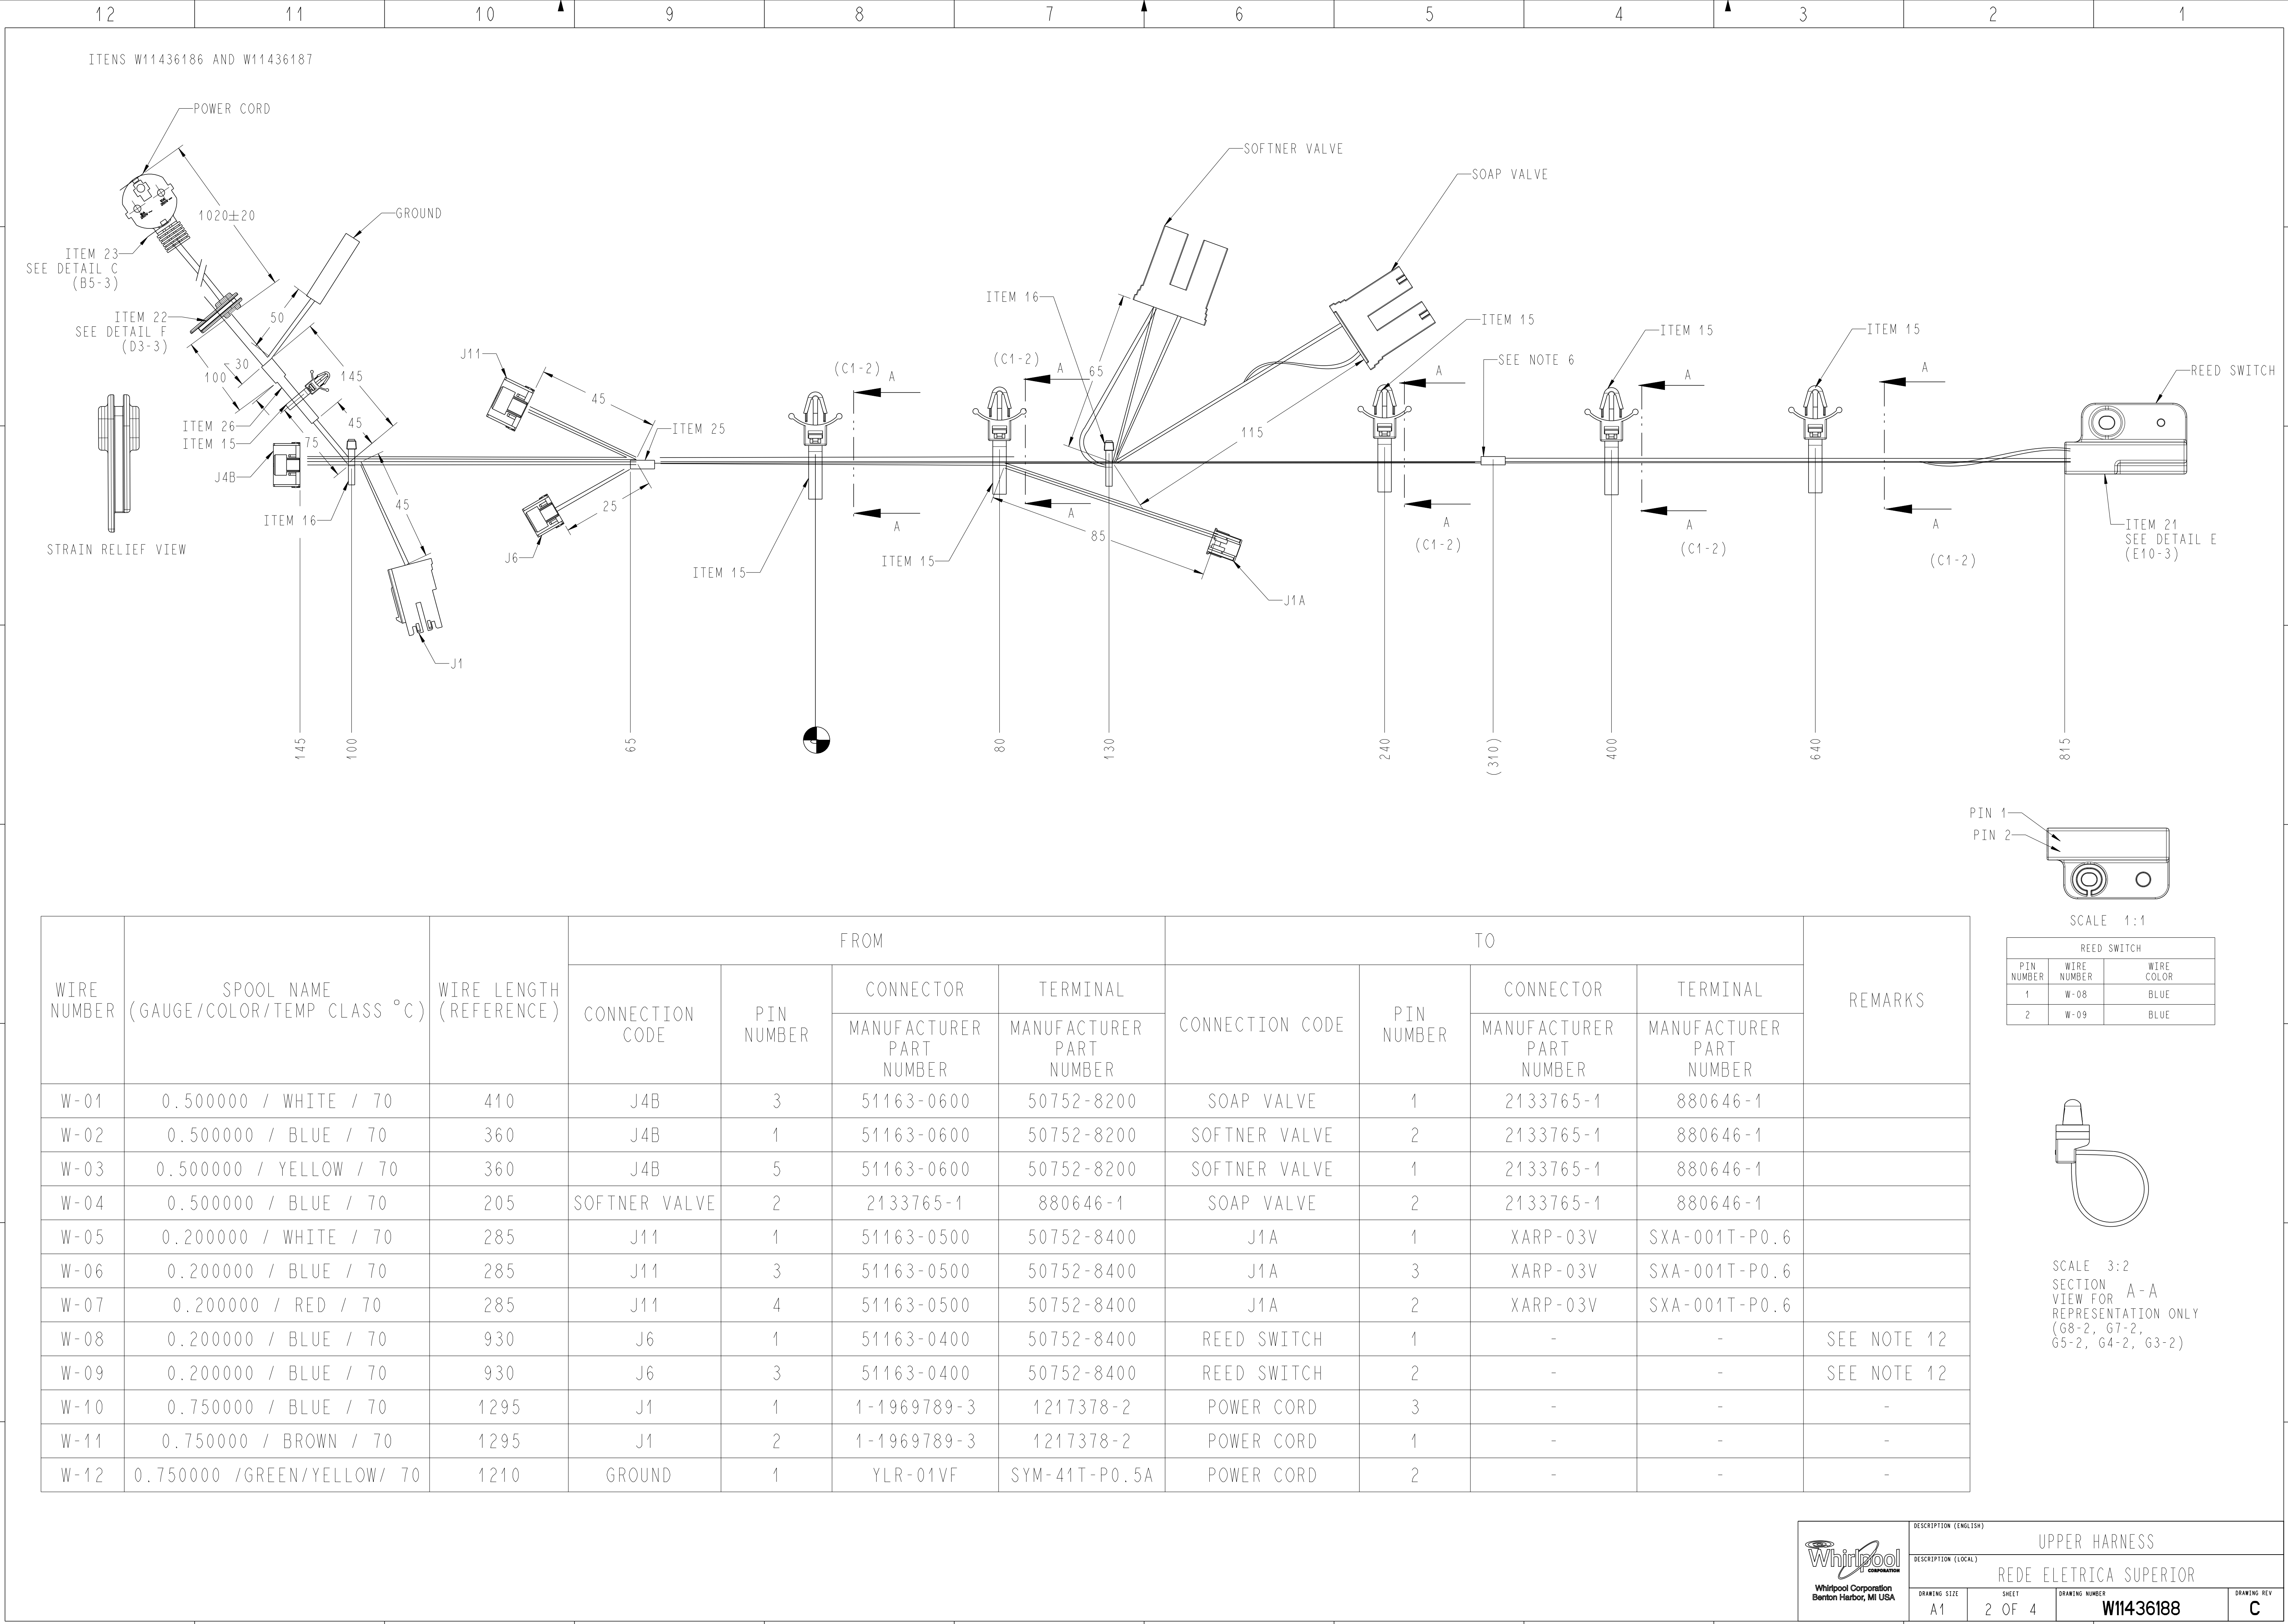 12 11 10 9 8 7 6 5 4 3 2 1
ITENS W11436186 AND W11436187
POWER CORD
1020±20
GROUND
ITEM 23
SEE DETAIL C
(B5-3)
ITEM 22
SEE DETAIL F
(D3-3)
50
30
100
145
45
75
ITEM 26
ITEM 15
J4B
ITEM 16
45
J1
STRAIN RELIEF VIEW
J11
45
ITEM 25
25
J6
ITEM 15
(C1-2)
A
A
(C1-2)
A
A
ITEM 15
85
J1A
ITEM 16
65
SOFTNER VALVE
SOAP VALVE
115
ITEM 15
A
A
(C1-2)
SEE NOTE 6
ITEM 15
A
A
(C1-2)
ITEM 15
A
A
(C1-2)
REED SWITCH
ITEM 21
SEE DETAIL E
(E10-3)
145
100
65
80
130
240
(310)
400
640
815
PIN 1
PIN 2
SCALE 1:1
REED SWITCH
PIN NUMBER WIRE NUMBER WIRE COLOR
1 W-08 BLUE
2 W-09 BLUE
SCALE 3:2
SECTION A-A
VIEW FOR
REPRESENTATION ONLY
(G8-2, G7-2,
G5-2, G4-2, G3-2)
FROM TO
WIRE NUMBER SPOOL NAME (GAUGE/COLOR/TEMP CLASS °C) WIRE LENGTH (REFERENCE) CONNECTION CODE PIN NUMBER CONNECTOR MANUFACTURER PART NUMBER TERMINAL MANUFACTURER PART NUMBER CONNECTION CODE PIN NUMBER CONNECTOR MANUFACTURER PART NUMBER TERMINAL MANUFACTURER PART NUMBER REMARKS
W-01 0.500000 / WHITE / 70 410 J4B 3 51163-0600 50752-8200 SOAP VALVE 1 2133765-1 880646-1
W-02 0.500000 / BLUE / 70 360 J4B 1 51163-0600 50752-8200 SOFTNER VALVE 2 2133765-1 880646-1
W-03 0.500000 / YELLOW / 70 360 J4B 5 51163-0600 50752-8200 SOFTNER VALVE 1 2133765-1 880646-1
W-04 0.500000 / BLUE / 70 205 SOFTNER VALVE 2 2133765-1 880646-1 SOAP VALVE 2 2133765-1 880646-1
W-05 0.200000 / WHITE / 70 285 J11 1 51163-0500 50752-8400 J1A 1 XARP-03V SXA-001T-P0.6
W-06 0.200000 / BLUE / 70 285 J11 3 51163-0500 50752-8400 J1A 3 XARP-03V SXA-001T-P0.6
W-07 0.200000 / RED / 70 285 J11 4 51163-0500 50752-8400 J1A 2 XARP-03V SXA-001T-P0.6
W-08 0.200000 / BLUE / 70 930 J6 1 51163-0400 50752-8400 REED SWITCH 1 - - SEE NOTE 12
W-09 0.200000 / BLUE / 70 930 J6 3 51163-0400 50752-8400 REED SWITCH 2 - - SEE NOTE 12
W-10 0.750000 / BLUE / 70 1295 J1 1 1-1969789-3 1217378-2 POWER CORD 3 - - -
W-11 0.750000 / BROWN / 70 1295 J1 2 1-1969789-3 1217378-2 POWER CORD 1 - - -
W-12 0.750000 /GREEN/YELLOW/ 70 1210 GROUND 1 YLR-01VF SYM-41T-P0.5A POWER CORD 2 - - -
Whirlpool
CORPORATION
Whirlpool Corporation
Benton Harbor, MI USA
DESCRIPTION (ENGLISH)
UPPER HARNESS
DESCRIPTION (LOCAL)
REDE ELETRICA SUPERIOR
DRAWING SIZE SHEET DRAWING NUMBER DRAWING REV
A1 2 OF 4 W11436188 C